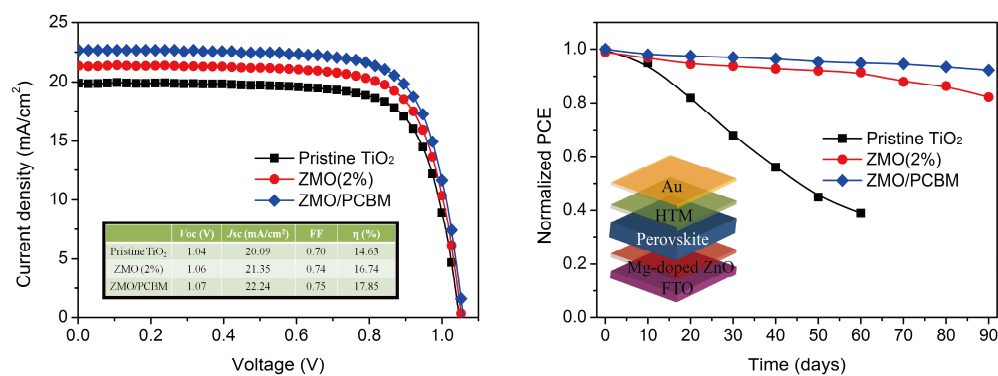 25
20
15
10
5
0
Current density (mA/cm²)
Pristine TiO₂
ZMO(2%)
ZMO/PCBM
Voc (V) Jsc (mA/cm²) FF η (%)
Pristine TiO₂ 1.04 20.09 0.70 14.63
ZMO (2%) 1.06 21.35 0.74 16.74
ZMO/PCBM 1.07 22.24 0.75 17.85
0.0 0.2 0.4 0.6 0.8 1.0
Voltage (V)
1.0
0.8
0.6
0.4
0.2
0.0
Normalized PCE
Pristine TiO₂
ZMO(2%)
ZMO/PCBM
Au
HTM
Perovskite
Mg-doped ZnO
FTO
0 10 20 30 40 50 60 70 80 90
Time (days)